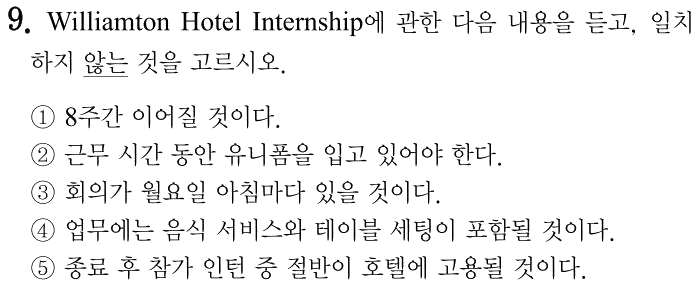 9. Williamton Hotel Internship에 관한 다음 내용을 듣고, 일치
하지 않는 것을 고르시오.
① 8주간 이어질 것이다.
② 근무 시간 동안 유니폼을 입고 있어야 한다.
③ 회의가 월요일 아침마다 있을 것이다.
④ 업무에는 음식 서비스와 테이블 세팅이 포함될 것이다.
⑤ 종료 후 참가 인턴 중 절반이 호텔에 고용될 것이다.